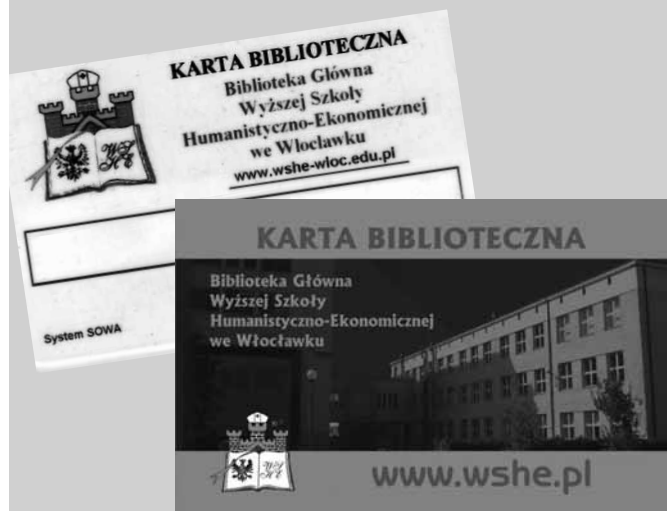 KARTA BIBLIOTECZNA
Biblioteka Główna
Wyższej Szkoły
Humanistyczno-Ekonomicznej
we Włocławku
www.wshe-wloc.edu.pl
System SOWA
KARTA BIBLIOTECZNA
Biblioteka Główna
Wyższej Szkoły
Humanistyczno-Ekonomicznej
we Włocławku
www.wshe.pl